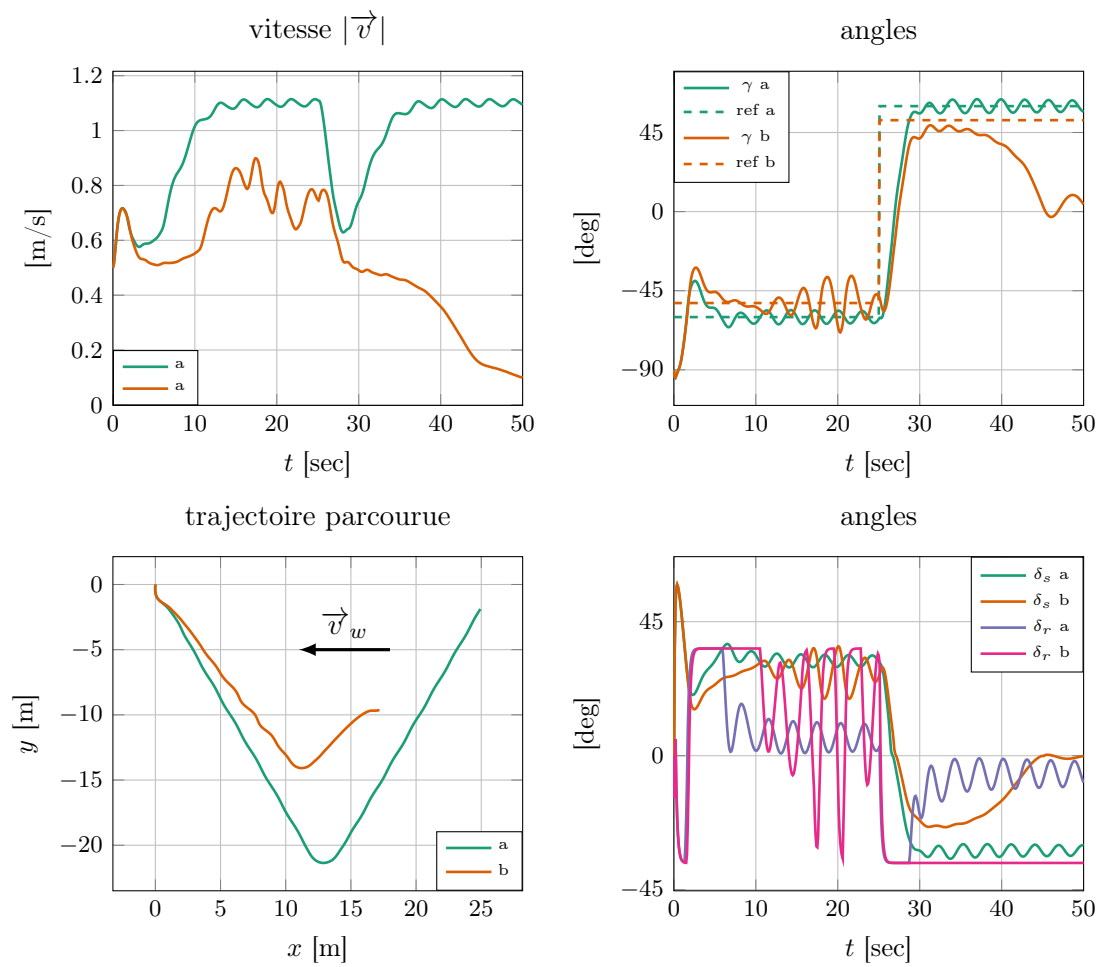 vitesse |v⃗|
1.2
1
0.8
0.6
0.4
0.2
0
[m/s]
a
a
0 10 20 30 40 50
t [sec]
angles
γ a
ref a
γ b
ref b
45
0
−45
−90
[deg]
0 10 20 30 40 50
t [sec]
trajectoire parcourue
0
−5
−10
−15
−20
y [m]
v⃗w
a
b
0 5 10 15 20 25
x [m]
angles
δs a
δs b
δr a
δr b
45
0
−45
[deg]
0 10 20 30 40 50
t [sec]